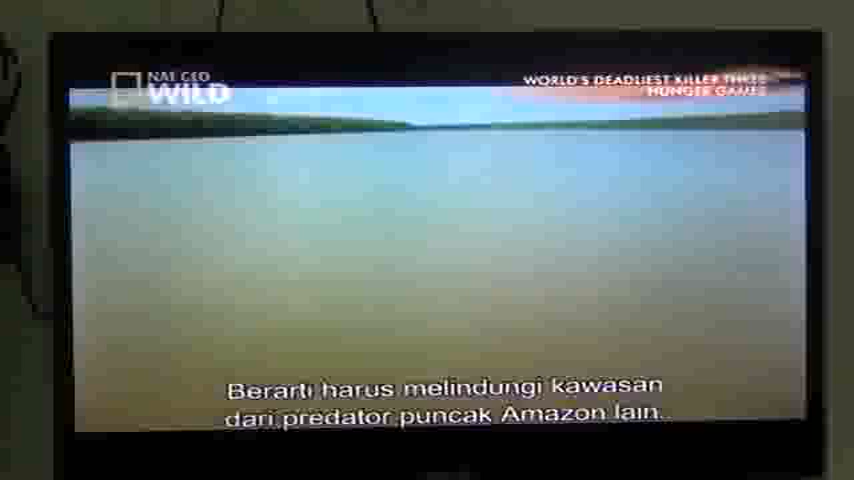 NAT GEO
WILD
WORLD'S DEADLIEST KILLER THREE
HUNGER GAMES
Berarti harus melindungi kawasan
dari predator puncak Amazon lain.